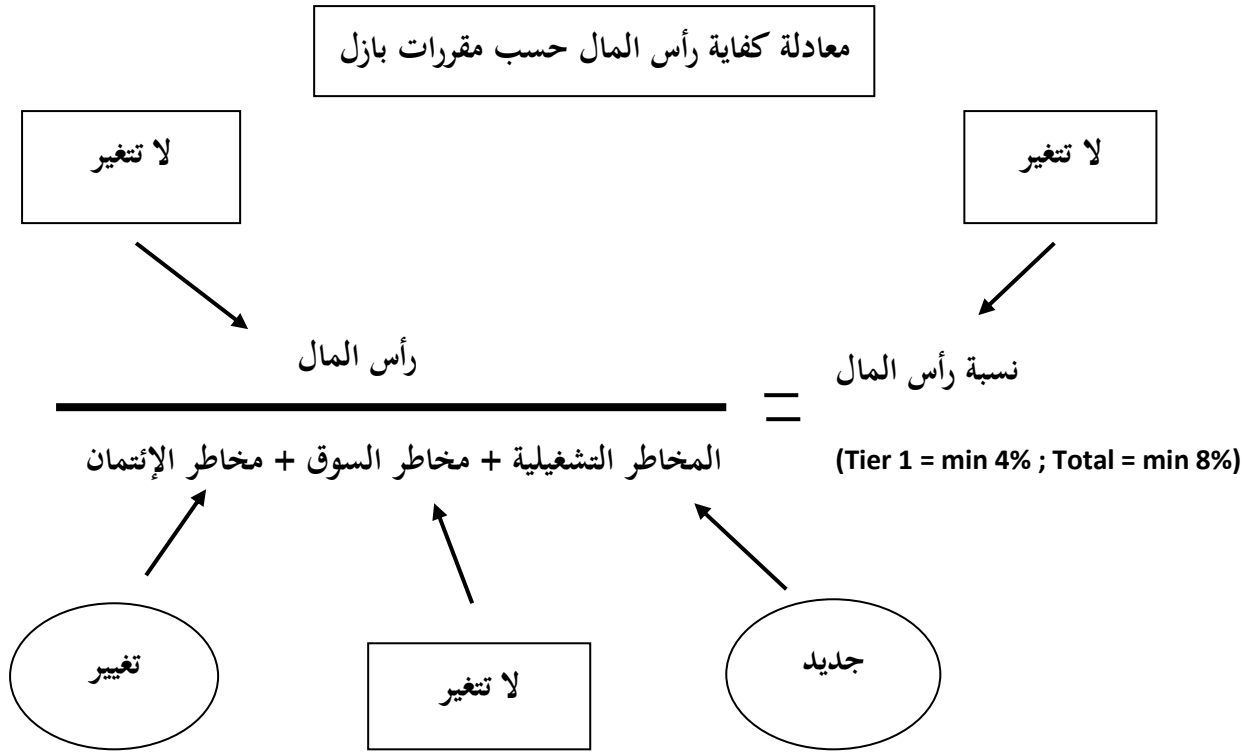 معادلة كفاية رأس المال حسب مقررات بازل
لا تتغير
لا تتغير
نسبة رأس المال
=
رأس المال
(Tier 1 = min 4% ; Total = min 8%)
المخاطر التشغيلية + مخاطر السوق + مخاطر الإئتمان
جديد
لا تتغير
تغيير